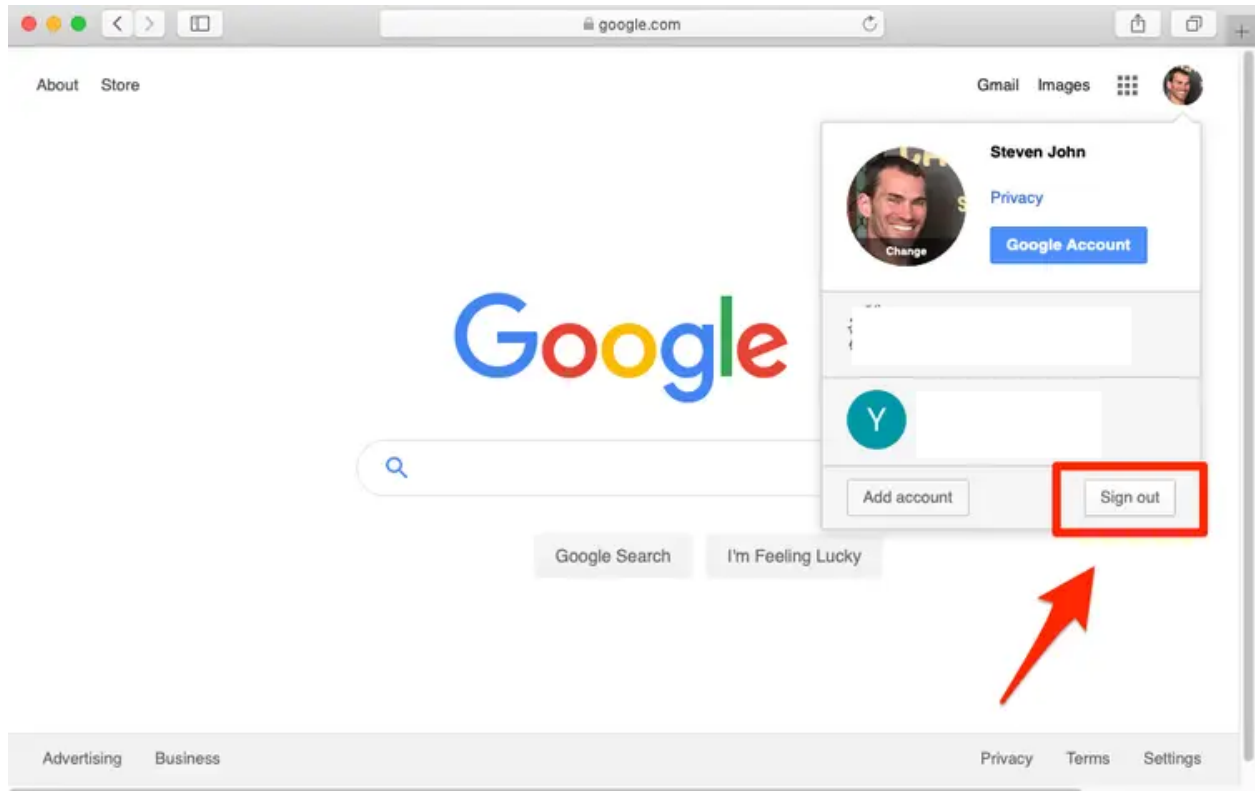 google.com
About Store
Gmail Images
Steven John
Privacy
Google Account
Change
Google
Y
Add account Sign out
Google Search I'm Feeling Lucky
Advertising Business
Privacy Terms Settings